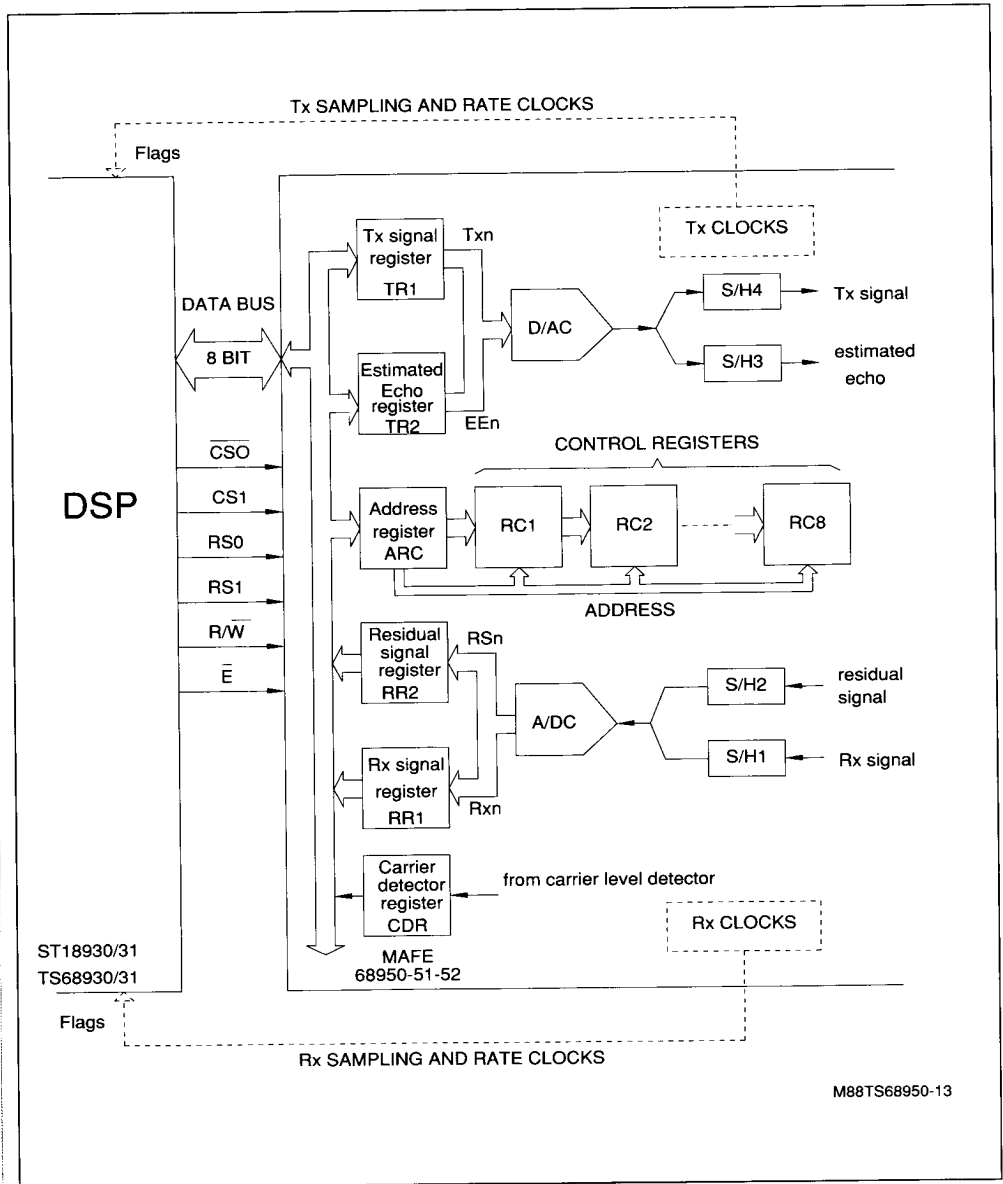 Tx SAMPLING AND RATE CLOCKS
Flags
Tx CLOCKS
Tx signal
register
TR1
Txn
DATA BUS
8 BIT
D/AC
S/H4
Tx signal
S/H3
estimated
echo
Estimated
Echo
register
TR2
EEn
CONTROL REGISTERS
DSP
CSO
CS1
RS0
RS1
R/W
E
Address
register
ARC
RC1
RC2
RC8
ADDRESS
Residual
signal
register
RR2
RSn
A/DC
S/H2
residual
signal
S/H1
Rx signal
Rx signal
register
RR1
Rxn
Carrier
detector
register
CDR
from carrier level detector
Rx CLOCKS
ST18930/31
TS68930/31
MAFE
68950-51-52
Flags
Rx SAMPLING AND RATE CLOCKS
M88TS68950-13